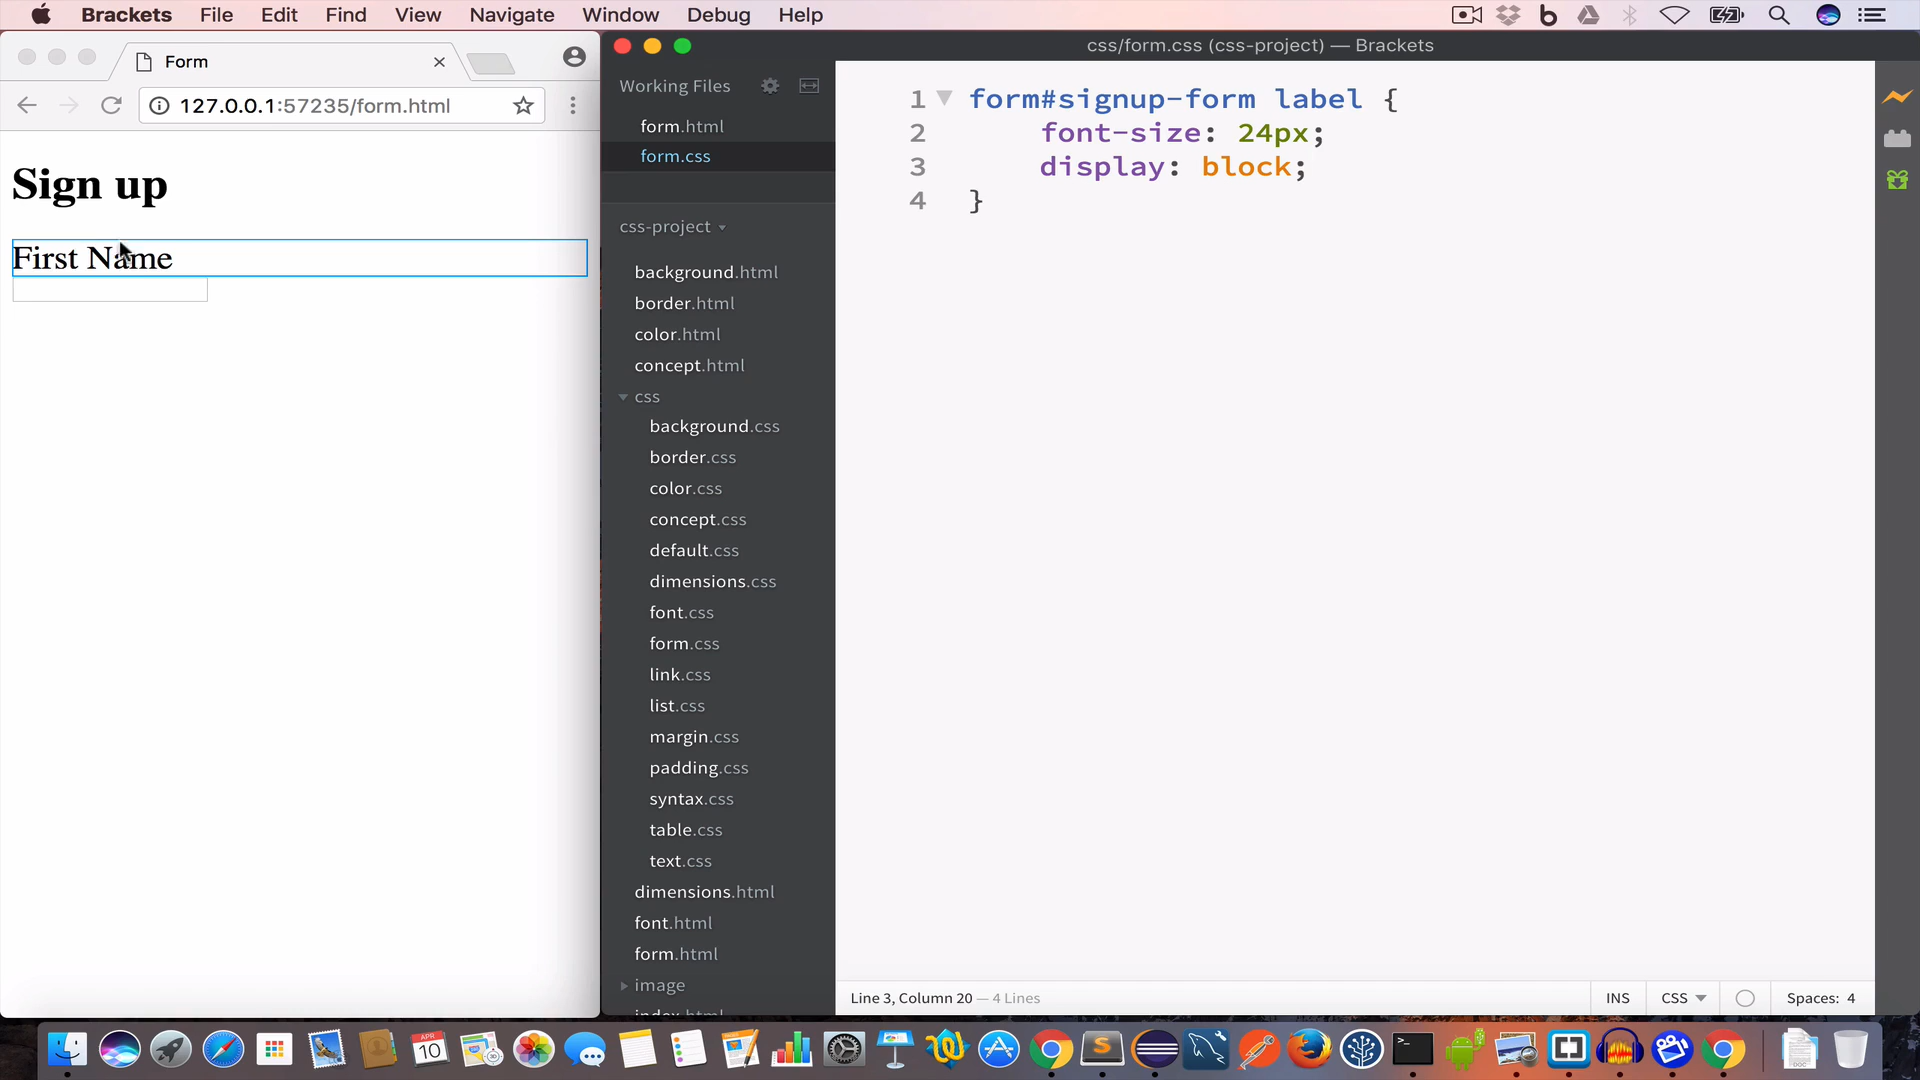 Brackets File Edit Find View Navigate Window Debug Help
Form
127.0.0.1:57235/form.html
Sign up
First Name
css/form.css (css-project) — Brackets
Working Files
form.html
form.css
css-project
background.html
border.html
color.html
concept.html
css
background.css
border.css
color.css
concept.css
default.css
dimensions.css
font.css
form.css
link.css
list.css
margin.css
padding.css
syntax.css
table.css
text.css
dimensions.html
font.html
form.html
image
index.html
1 form#signup-form label {
2 font-size: 24px;
3 display: block;
4 }
Line 3, Column 20 — 4 Lines
INS CSS Spaces: 4
APR
10